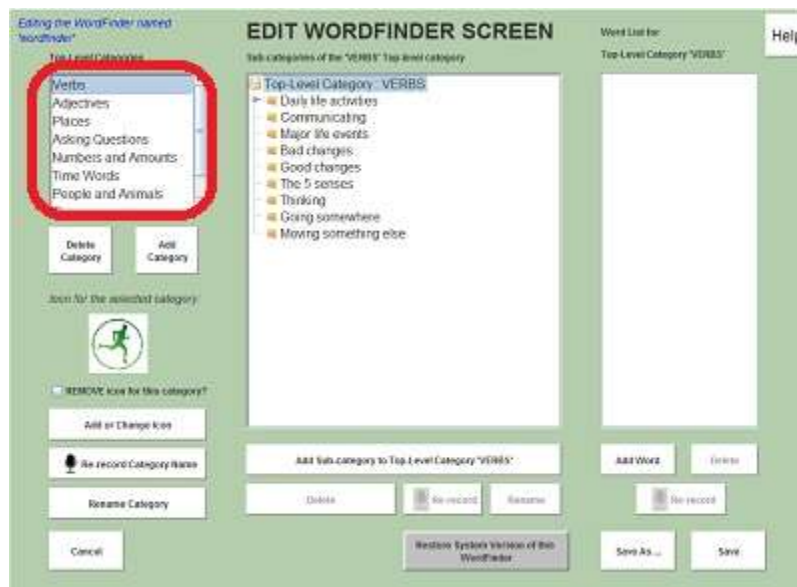 Editing the WordFinder named
'wordfinder'
EDIT WORDFINDER SCREEN
Word List for
Top-Level Category 'VERBS'
Help
Top-Level Categories
Sub-categories of the 'VERBS' Top-level category
Verbs
Adjectives
Places
Asking Questions
Numbers and Amounts
Time Words
People and Animals
Top-Level Category : VERBS
Daily life activities
Communicating
Major life events
Bad changes
Good changes
The 5 senses
Thinking
Going somewhere
Moving something else
Delete
Category
Add
Category
Icon for the selected category:
REMOVE icon for this category?
Add or Change Icon
Re-record Category Name
Rename Category
Cancel
Add Sub-category to Top-Level Category 'VERBS'
Delete
Re-record
Rename
Restore System Version of this
WordFinder
Add Word
Delete
Re-record
Save As...
Save